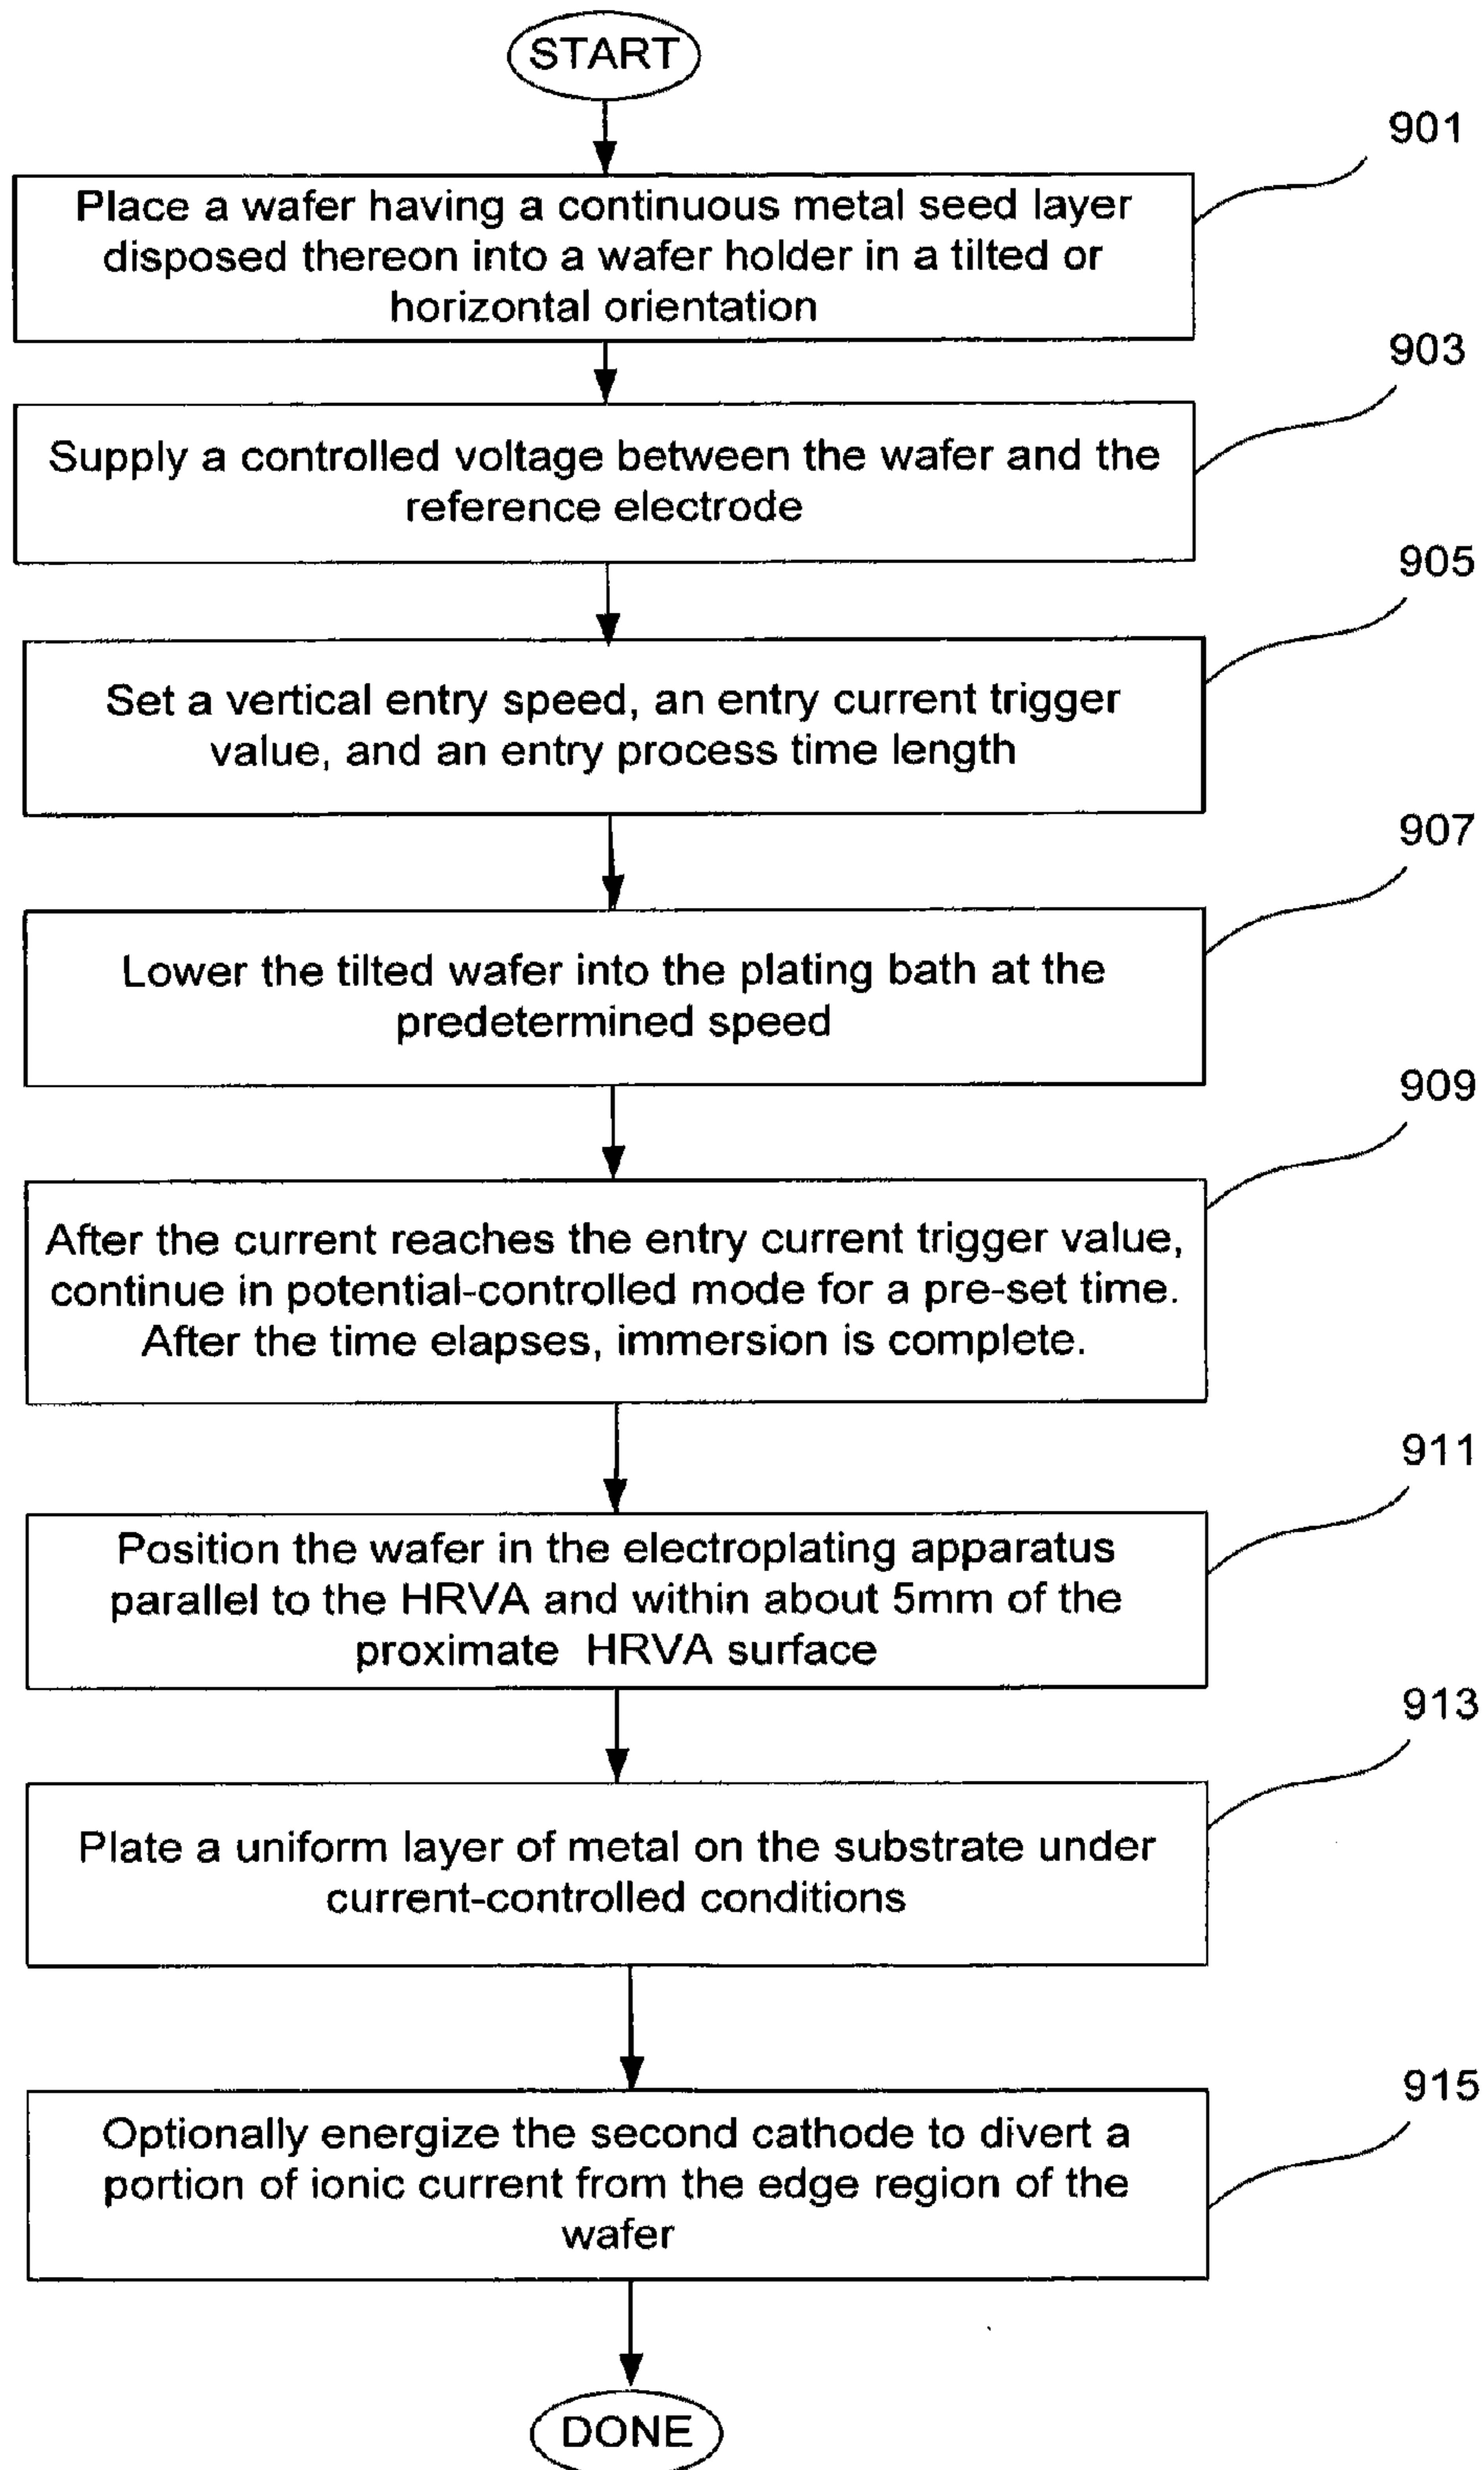 START
901
Place a wafer having a continuous metal seed layer
disposed thereon into a wafer holder in a tilted or
horizontal orientation
903
Supply a controlled voltage between the wafer and the
reference electrode
905
Set a vertical entry speed, an entry current trigger
value, and an entry process time length
907
Lower the tilted wafer into the plating bath at the
predetermined speed
909
After the current reaches the entry current trigger value,
continue in potential-controlled mode for a pre-set time.
After the time elapses, immersion is complete.
911
Position the wafer in the electroplating apparatus
parallel to the HRVA and within about 5mm of the
proximate HRVA surface
913
Plate a uniform layer of metal on the substrate under
current-controlled conditions
915
Optionally energize the second cathode to divert a
portion of ionic current from the edge region of the
wafer
DONE